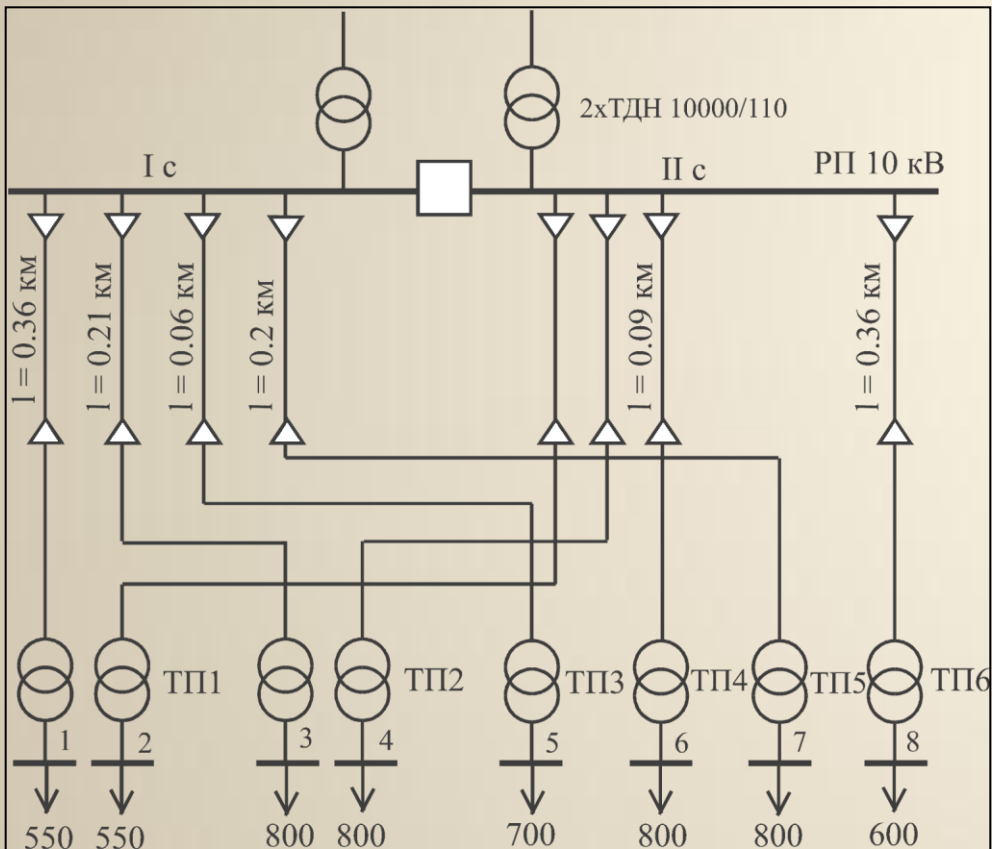 2хТДН 10000/110
I с
II с
РП 10 кВ
l = 0.36 км
l = 0.21 км
l = 0.06 км
l = 0.2 км
l = 0.09 км
l = 0.36 км
ТП1
ТП2
ТП3
ТП4
ТП5
ТП6
1
2
3
4
5
6
7
8
550
550
800
800
700
800
800
600